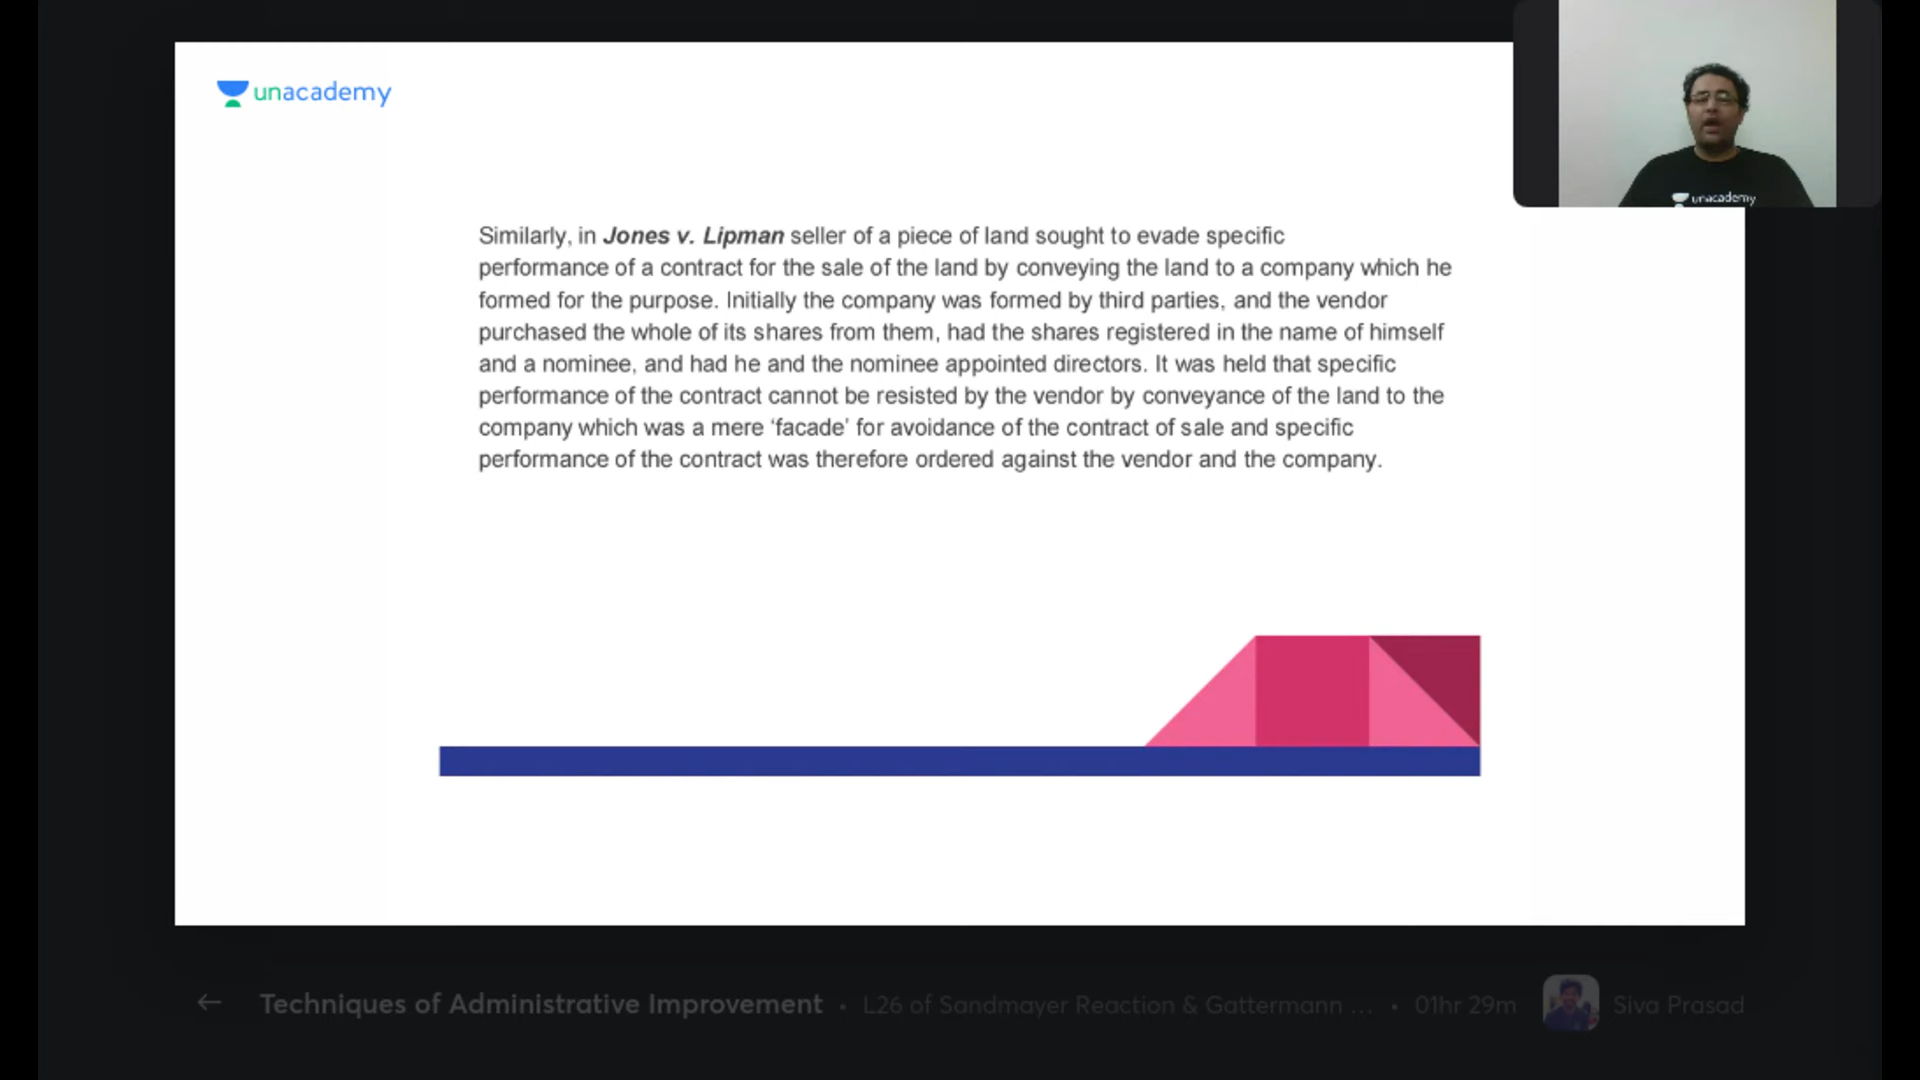 unacademy
unacademy
Similarly, in Jones v. Lipman seller of a piece of land sought to evade specific
performance of a contract for the sale of the land by conveying the land to a company which he
formed for the purpose. Initially the company was formed by third parties, and the vendor
purchased the whole of its shares from them, had the shares registered in the name of himself
and a nominee, and had he and the nominee appointed directors. It was held that specific
performance of the contract cannot be resisted by the vendor by conveyance of the land to the
company which was a mere ‘facade’ for avoidance of the contract of sale and specific
performance of the contract was therefore ordered against the vendor and the company.
← Techniques of Administrative Improvement • L26 of Sandmayer Reaction & Gattermann ... • 01hr 29m Siva Prasad